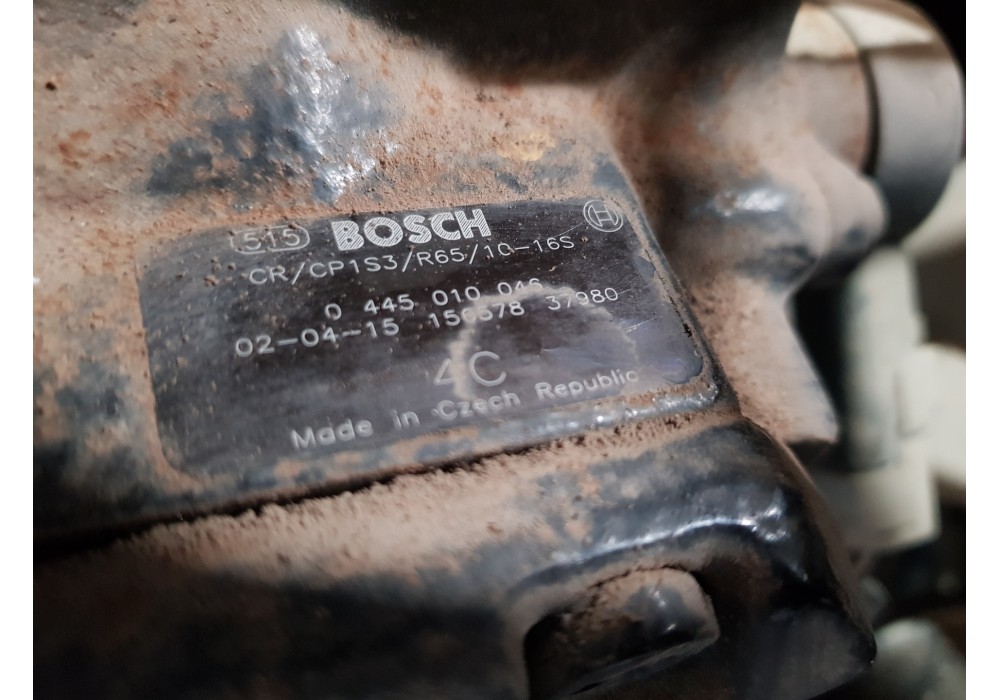 515 BOSCH
CR/CP1S3/R65/10-16S
0 445 010 046
02-04-15 156578 37980
4C
Made in Czech Republic